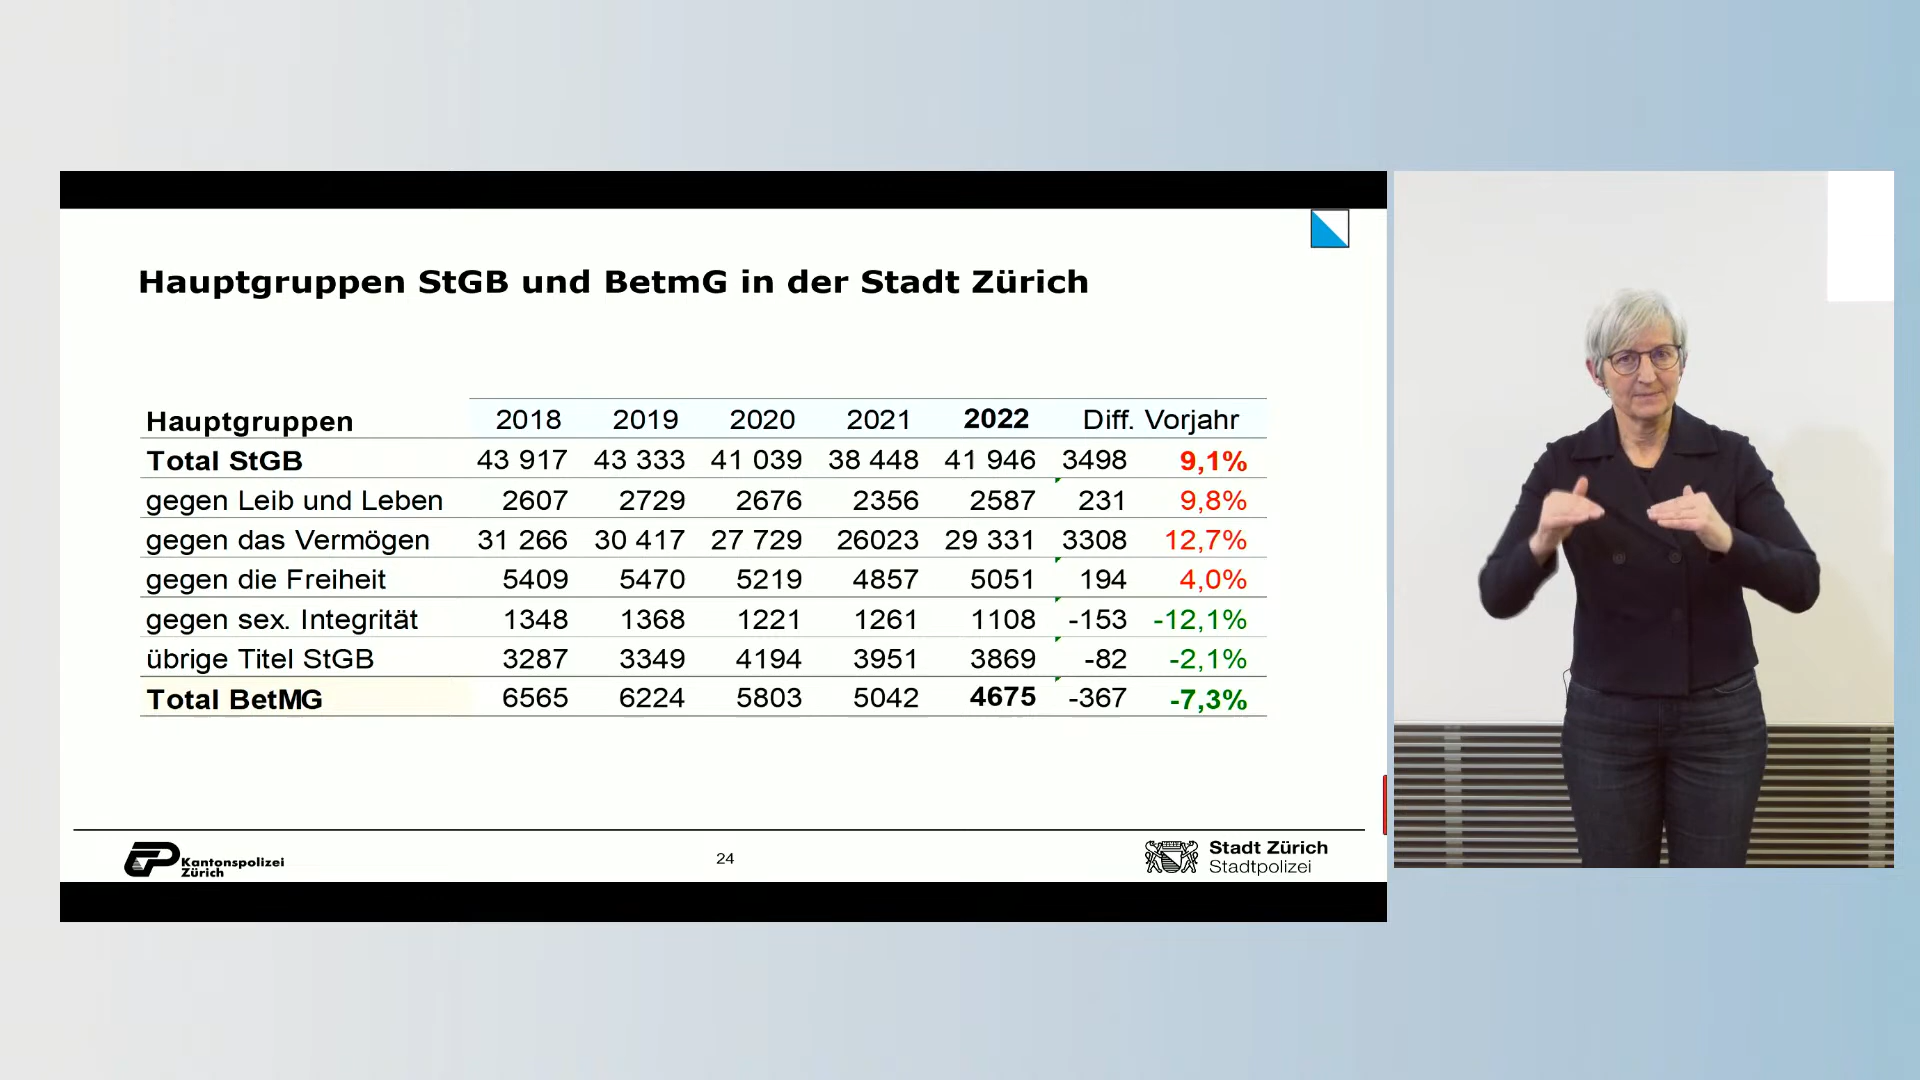 Hauptgruppen StGB und BetmG in der Stadt Zürich
Hauptgruppen 2018 2019 2020 2021 2022 Diff. Vorjahr
Total StGB 43 917 43 333 41 039 38 448 41 946 3498 9,1%
gegen Leib und Leben 2607 2729 2676 2356 2587 231 9,8%
gegen das Vermögen 31 266 30 417 27 729 26023 29 331 3308 12,7%
gegen die Freiheit 5409 5470 5219 4857 5051 194 4,0%
gegen sex. Integrität 1348 1368 1221 1261 1108 -153 -12,1%
übrige Titel StGB 3287 3349 4194 3951 3869 -82 -2,1%
Total BetMG 6565 6224 5803 5042 4675 -367 -7,3%
Kantonspolizei
Zürich
24
Stadt Zürich
Stadtpolizei